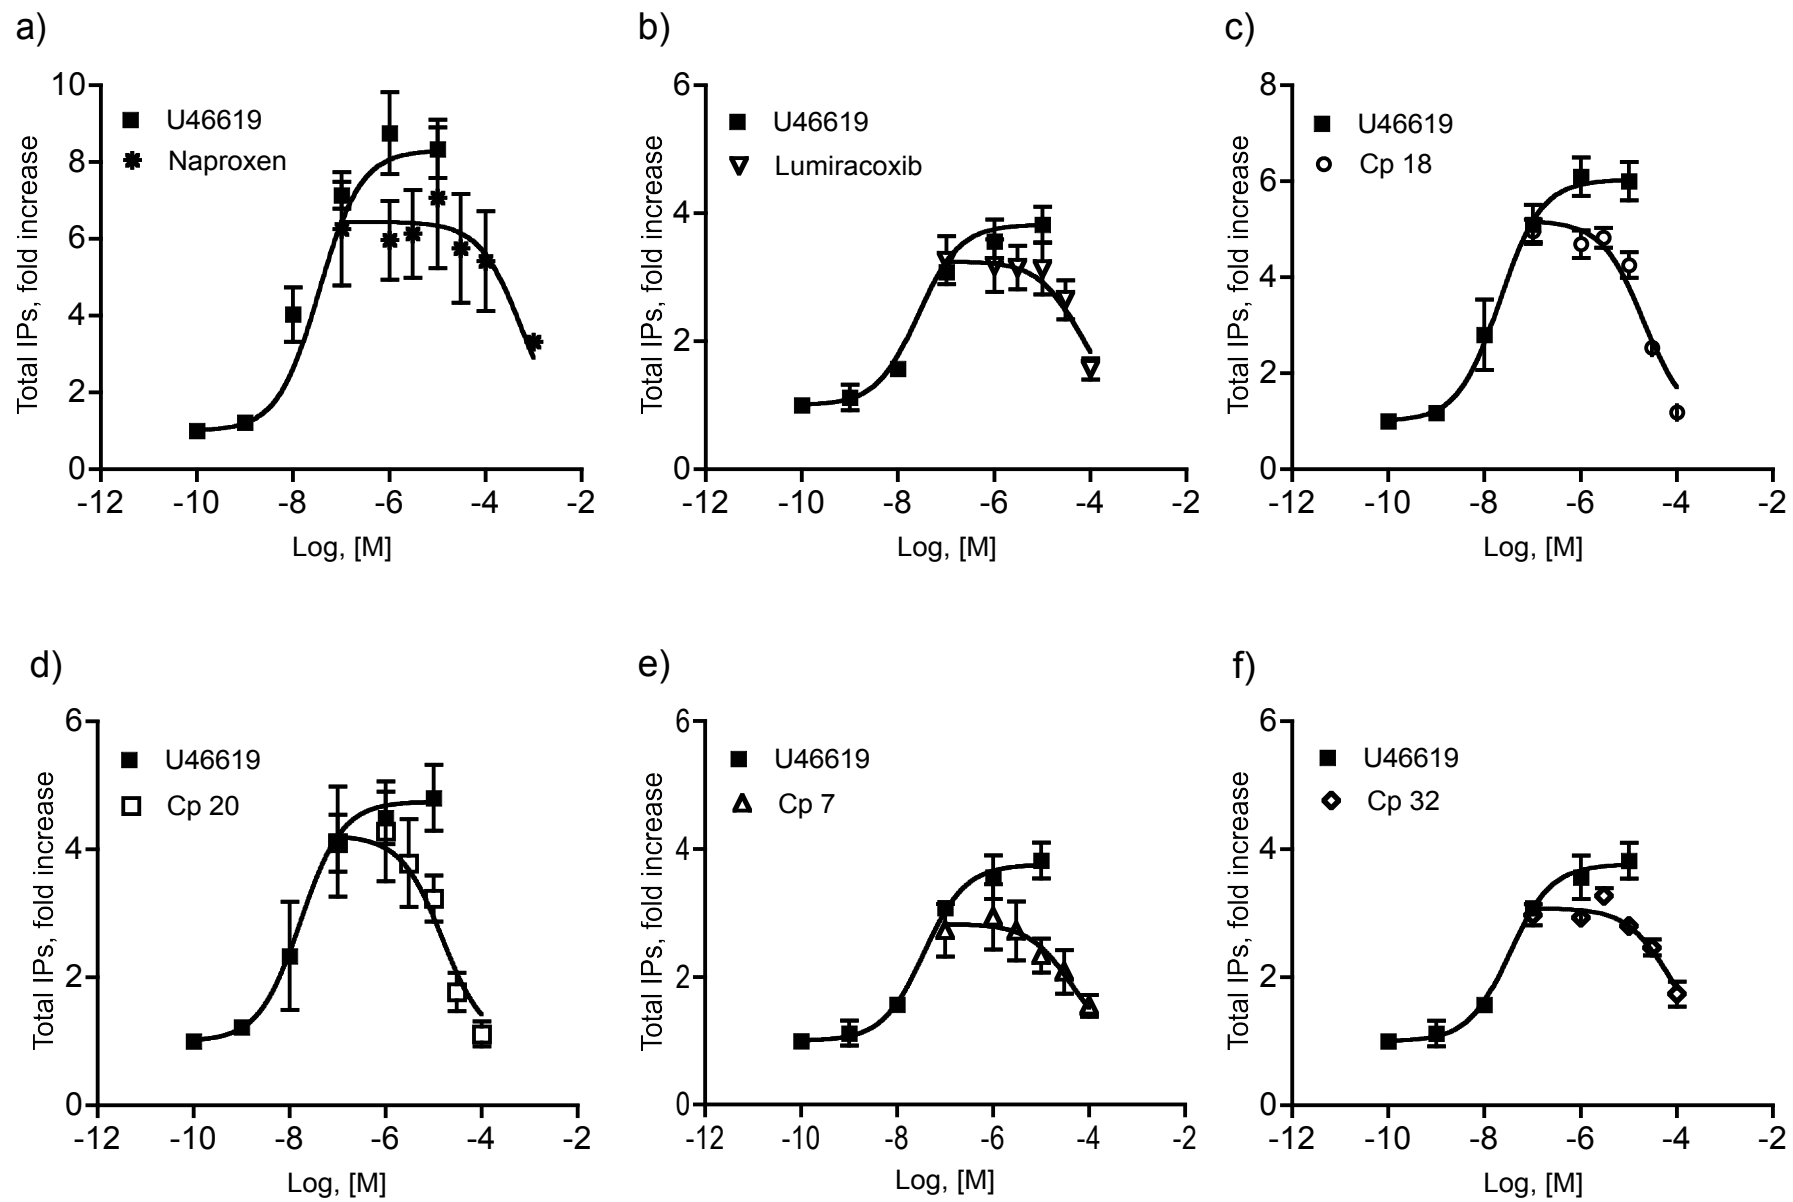 a)
10
8
6
4
2
0
U46619
Naproxen
Total IPs, fold increase
-12 -10 -8 -6 -4 -2
Log, [M]
b)
6
4
2
0
U46619
Lumiracoxib
Total IPs, fold increase
-12 -10 -8 -6 -4 -2
Log, [M]
c)
8
6
4
2
0
U46619
Cp 18
Total IPs, fold increase
-12 -10 -8 -6 -4 -2
Log, [M]
d)
6
4
2
0
U46619
Cp 20
Total IPs, fold increase
-12 -10 -8 -6 -4 -2
Log, [M]
e)
6
4
2
0
U46619
Cp 7
Total IPs, fold increase
-12 -10 -8 -6 -4 -2
Log, [M]
f)
6
4
2
0
U46619
Cp 32
Total IPs, fold increase
-12 -10 -8 -6 -4 -2
Log, [M]